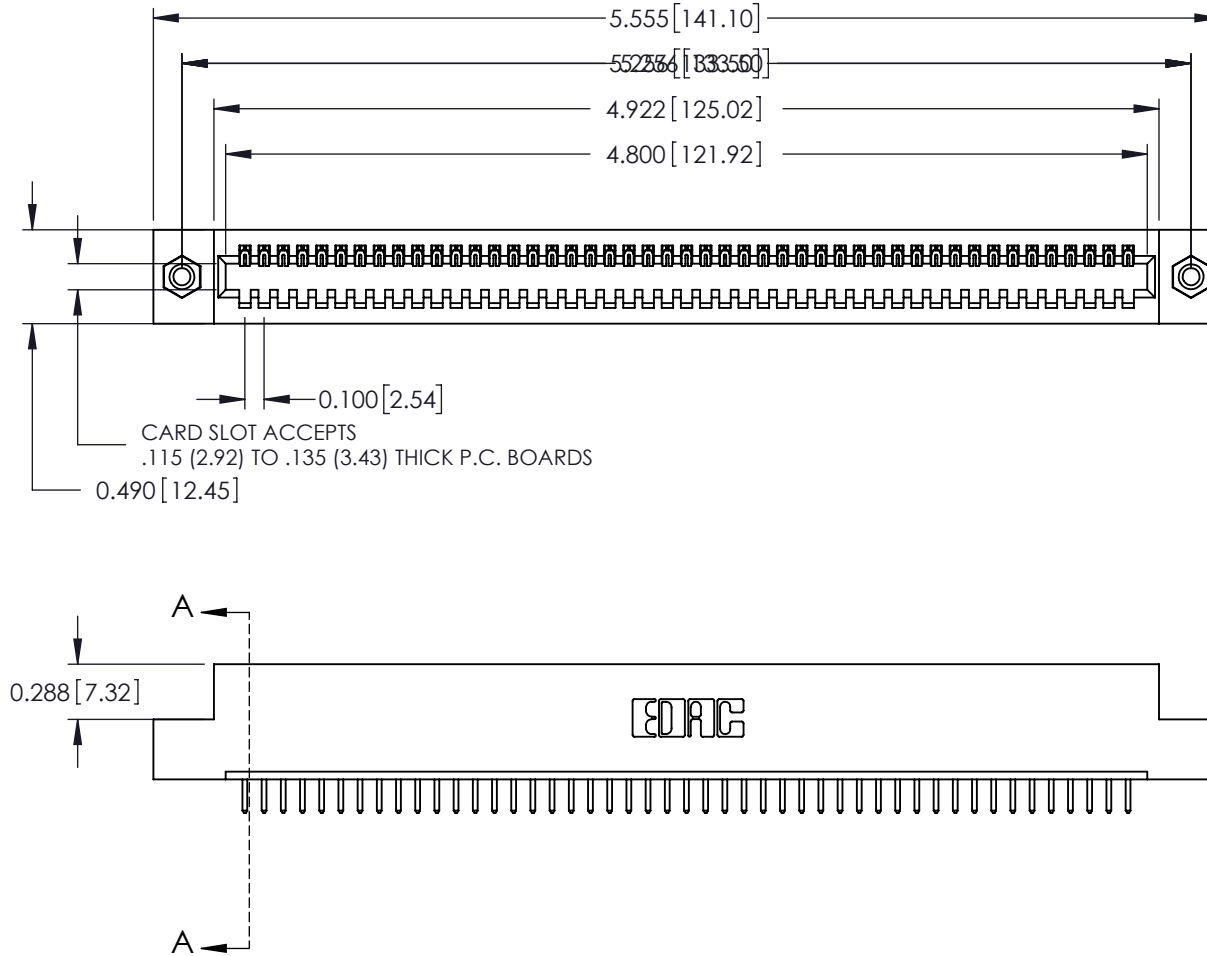 5.555 [141.10]
4.922 [125.02]
4.800 [121.92]
0.100 [2.54]
CARD SLOT ACCEPTS
.115 (2.92) TO .135 (3.43) THICK P.C. BOARDS
0.490 [12.45]
A
0.288 [7.32]
EDAC
A